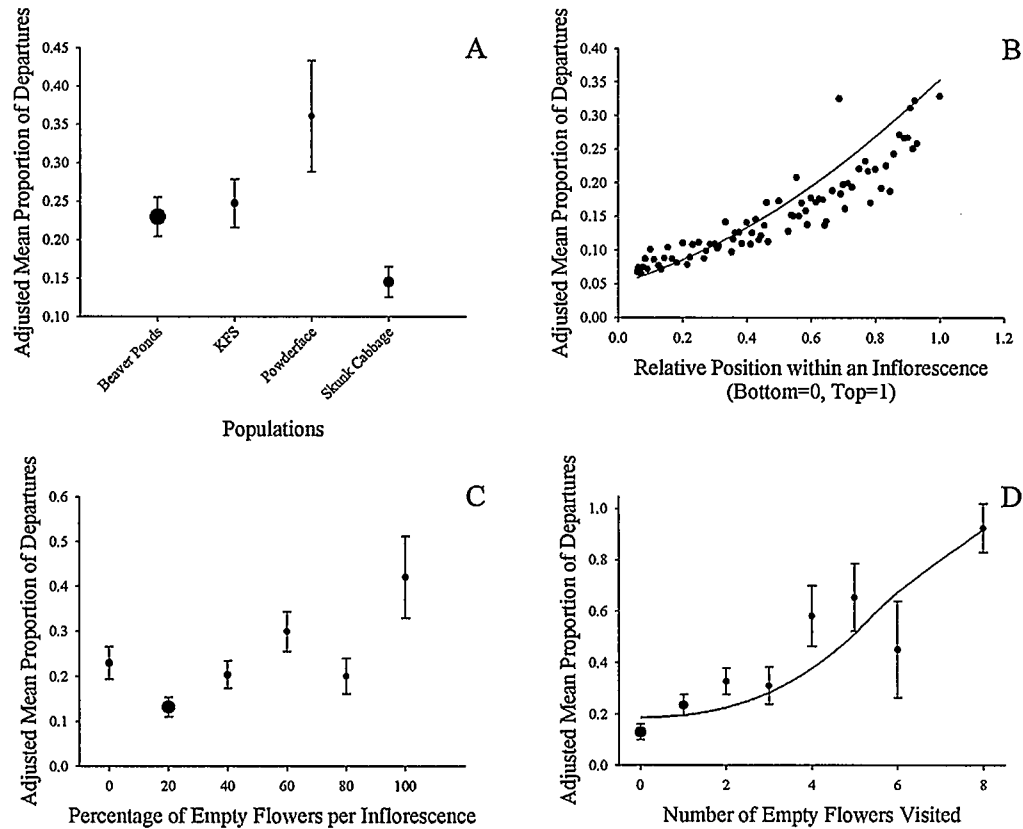 A
Adjusted Mean Proportion of Departures
0.45
0.40
0.35
0.30
0.25
0.20
0.15
0.10
Beaver Ponds
KFS
Powderface
Skunk Cabbage
Populations
B
Adjusted Mean Proportion of Departures
0.40
0.35
0.30
0.25
0.20
0.15
0.10
0.05
0.00
0.0
0.2
0.4
0.6
0.8
1.0
1.2
Relative Position within an Inflorescence
(Bottom=0, Top=1)
C
Adjusted Mean Proportion of Departures
0.6
0.5
0.4
0.3
0.2
0.1
0.0
0
20
40
60
80
100
Percentage of Empty Flowers per Inflorescence
D
Adjusted Mean Proportion of Departures
1.0
0.8
0.6
0.4
0.2
0.0
0
2
4
6
8
Number of Empty Flowers Visited